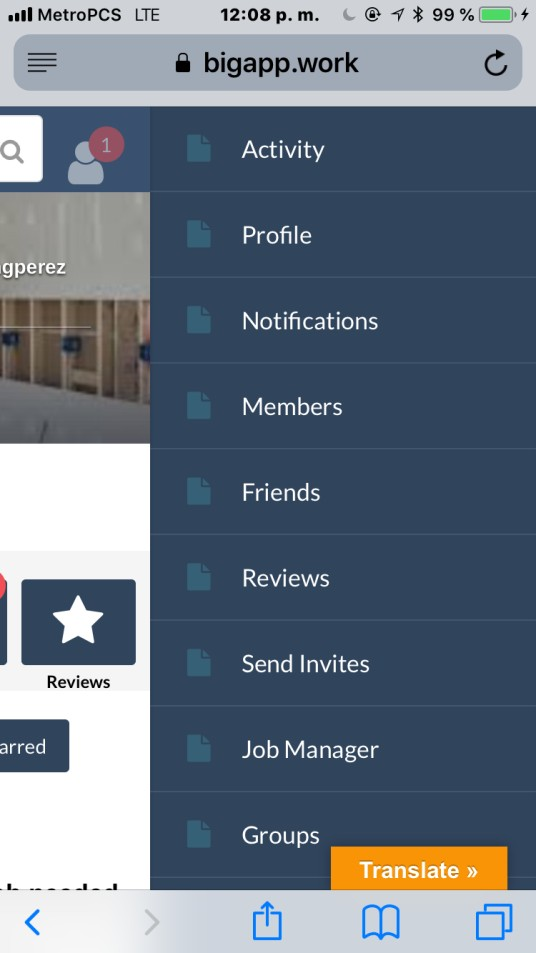 MetroPCS LTE 12:08 p. m. 99 %
bigapp.work
1
Activity
Profile
gperez
Notifications
Members
Friends
Reviews
Reviews
Send Invites
arred
Job Manager
Groups
Translate »
needed